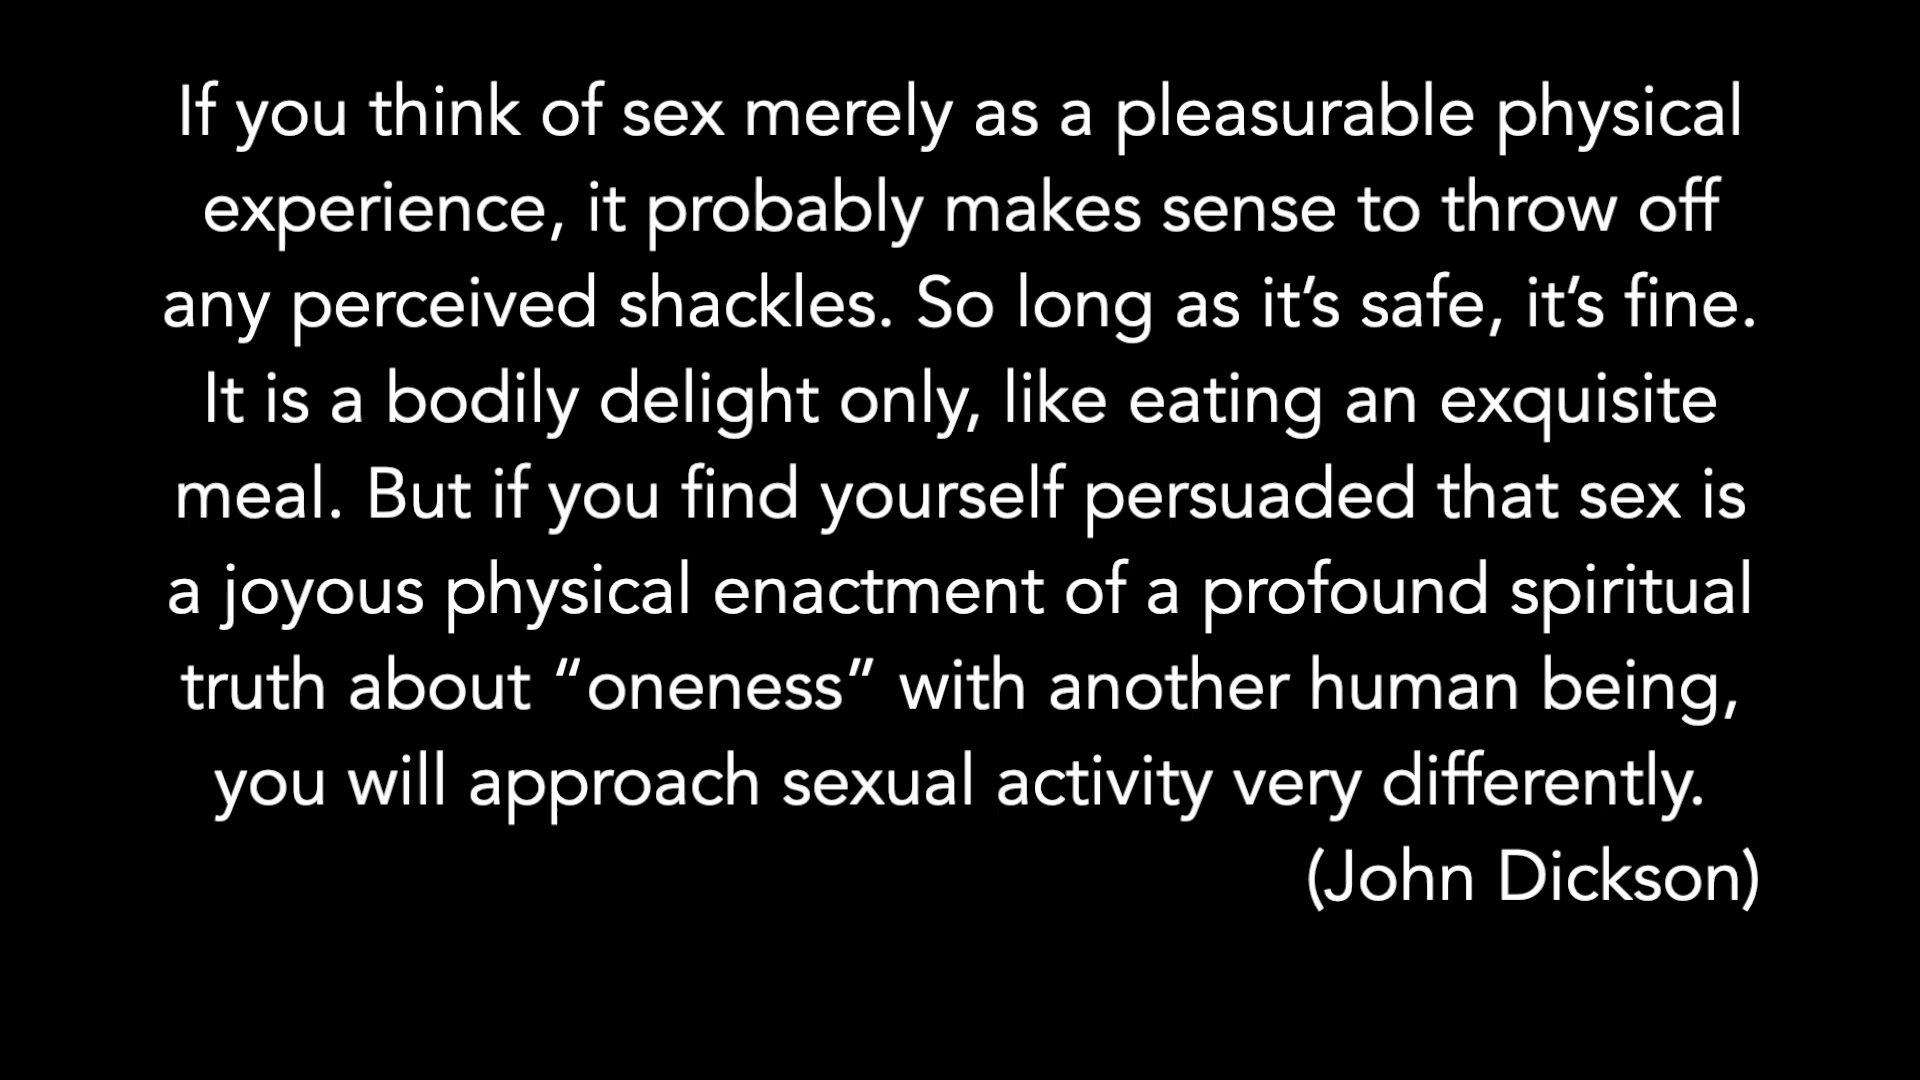 If you think of sex merely as a pleasurable physical
experience, it probably makes sense to throw off
any perceived shackles. So long as it’s safe, it’s fine.
It is a bodily delight only, like eating an exquisite
meal. But if you find yourself persuaded that sex is
a joyous physical enactment of a profound spiritual
truth about “oneness” with another human being,
you will approach sexual activity very differently.
(John Dickson)